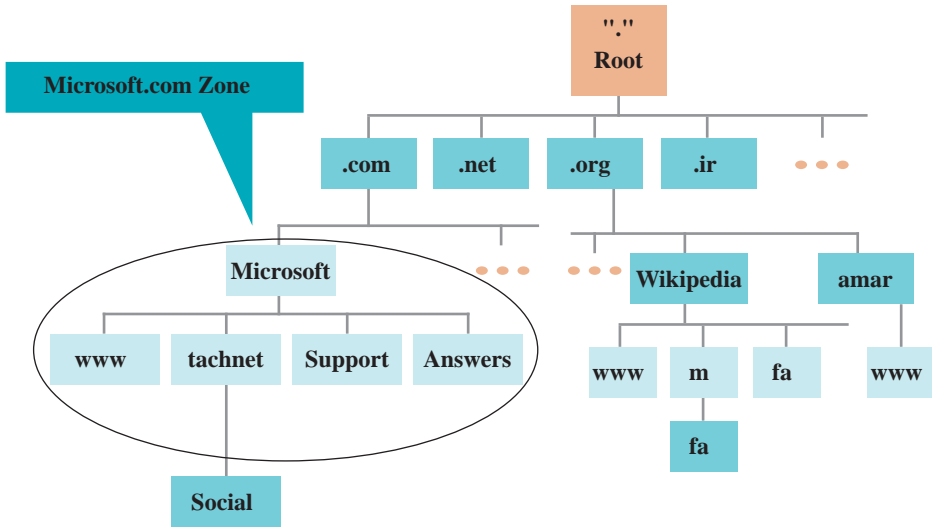 "."
Root
Microsoft.com Zone
.com
.net
.org
.ir
Microsoft
Wikipedia
amar
www
tachnet
Support
Answers
www
m
fa
www
fa
Social